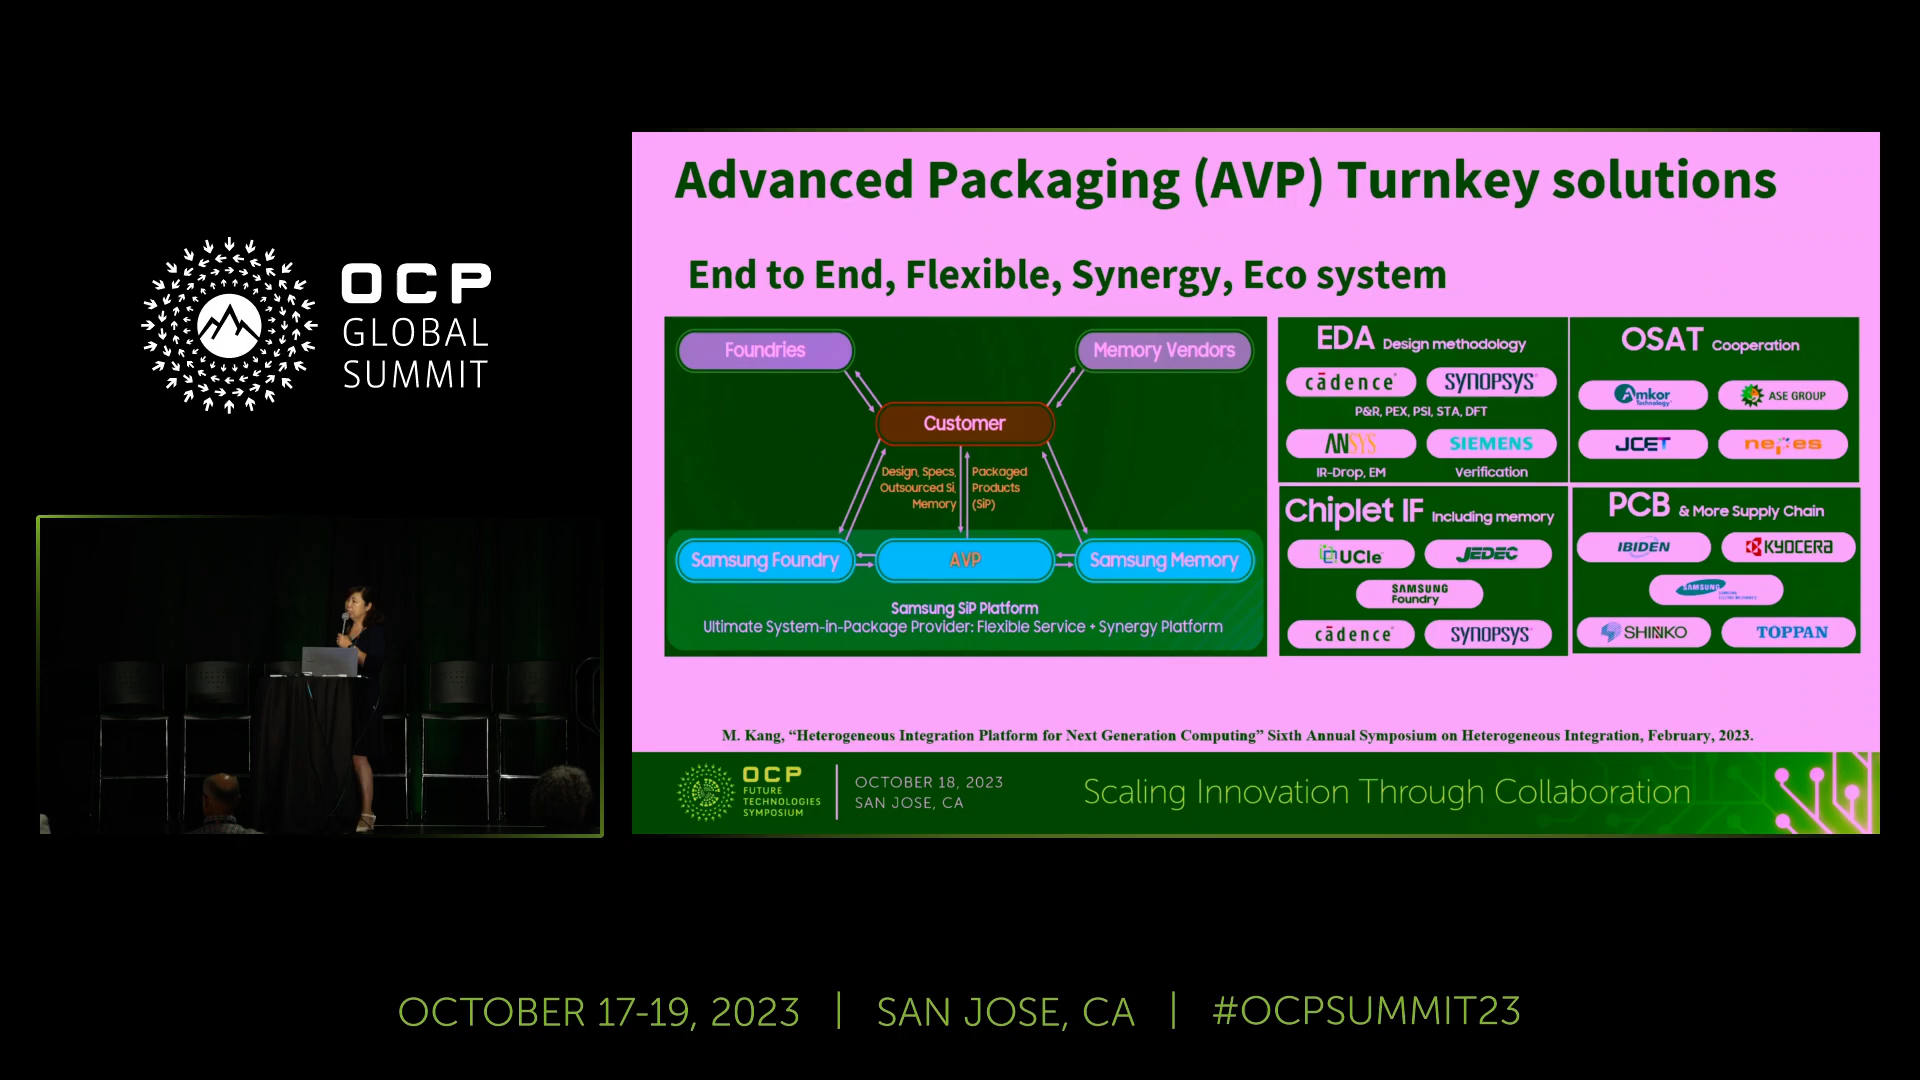 OCP
GLOBAL
SUMMIT
Advanced Packaging (AVP) Turnkey solutions
End to End, Flexible, Synergy, Eco system
Foundries
Memory Vendors
Customer
Design, Specs,
Outsourced Si,
Memory
Packaged
Products
(SiP)
Samsung Foundry
AVP
Samsung Memory
Samsung SiP Platform
Ultimate System-in-Package Provider: Flexible Service + Synergy Platform
EDA Design methodology
cādence
SYNOPSYS
P&R, PEX, PSI, STA, DFT
ANSYS
SIEMENS
IR-Drop, EM
Verification
OSAT Cooperation
Amkor
Technology
ASE GROUP
JCET
nepes
Chiplet IF Including memory
UCIe
JEDEC
SAMSUNG
Foundry
cādence
SYNOPSYS
PCB & More Supply Chain
IBIDEN
KYOCERA
SAMSUNG
SHINKO
TOPPAN
M. Kang, “Heterogeneous Integration Platform for Next Generation Computing” Sixth Annual Symposium on Heterogeneous Integration, February, 2023.
OCP
FUTURE
TECHNOLOGIES
SYMPOSIUM
OCTOBER 18, 2023
SAN JOSE, CA
Scaling Innovation Through Collaboration
OCTOBER 17-19, 2023 | SAN JOSE, CA | #OCPSUMMIT23